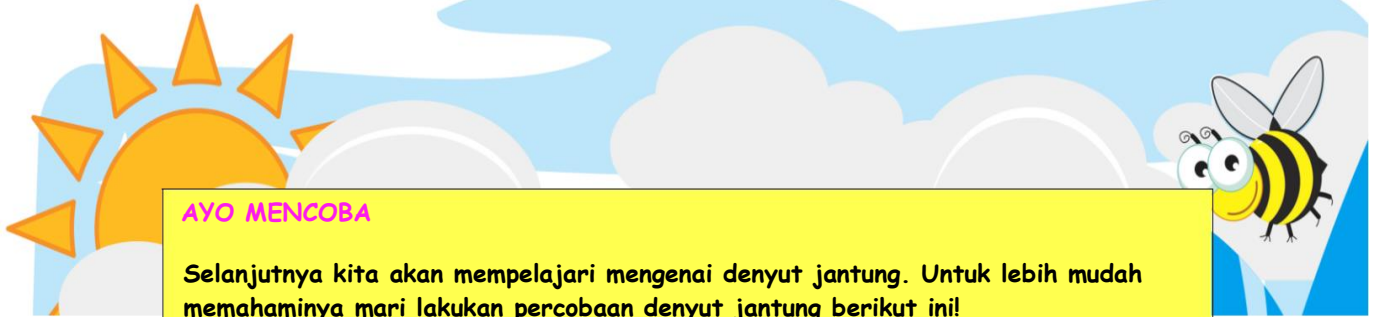 AYO MENCOBA
Selanjutnya kita akan mempelajari mengenai denyut jantung. Untuk lebih mudah
memahaminya mari lakukan percobaan denyut jantung berikut ini!